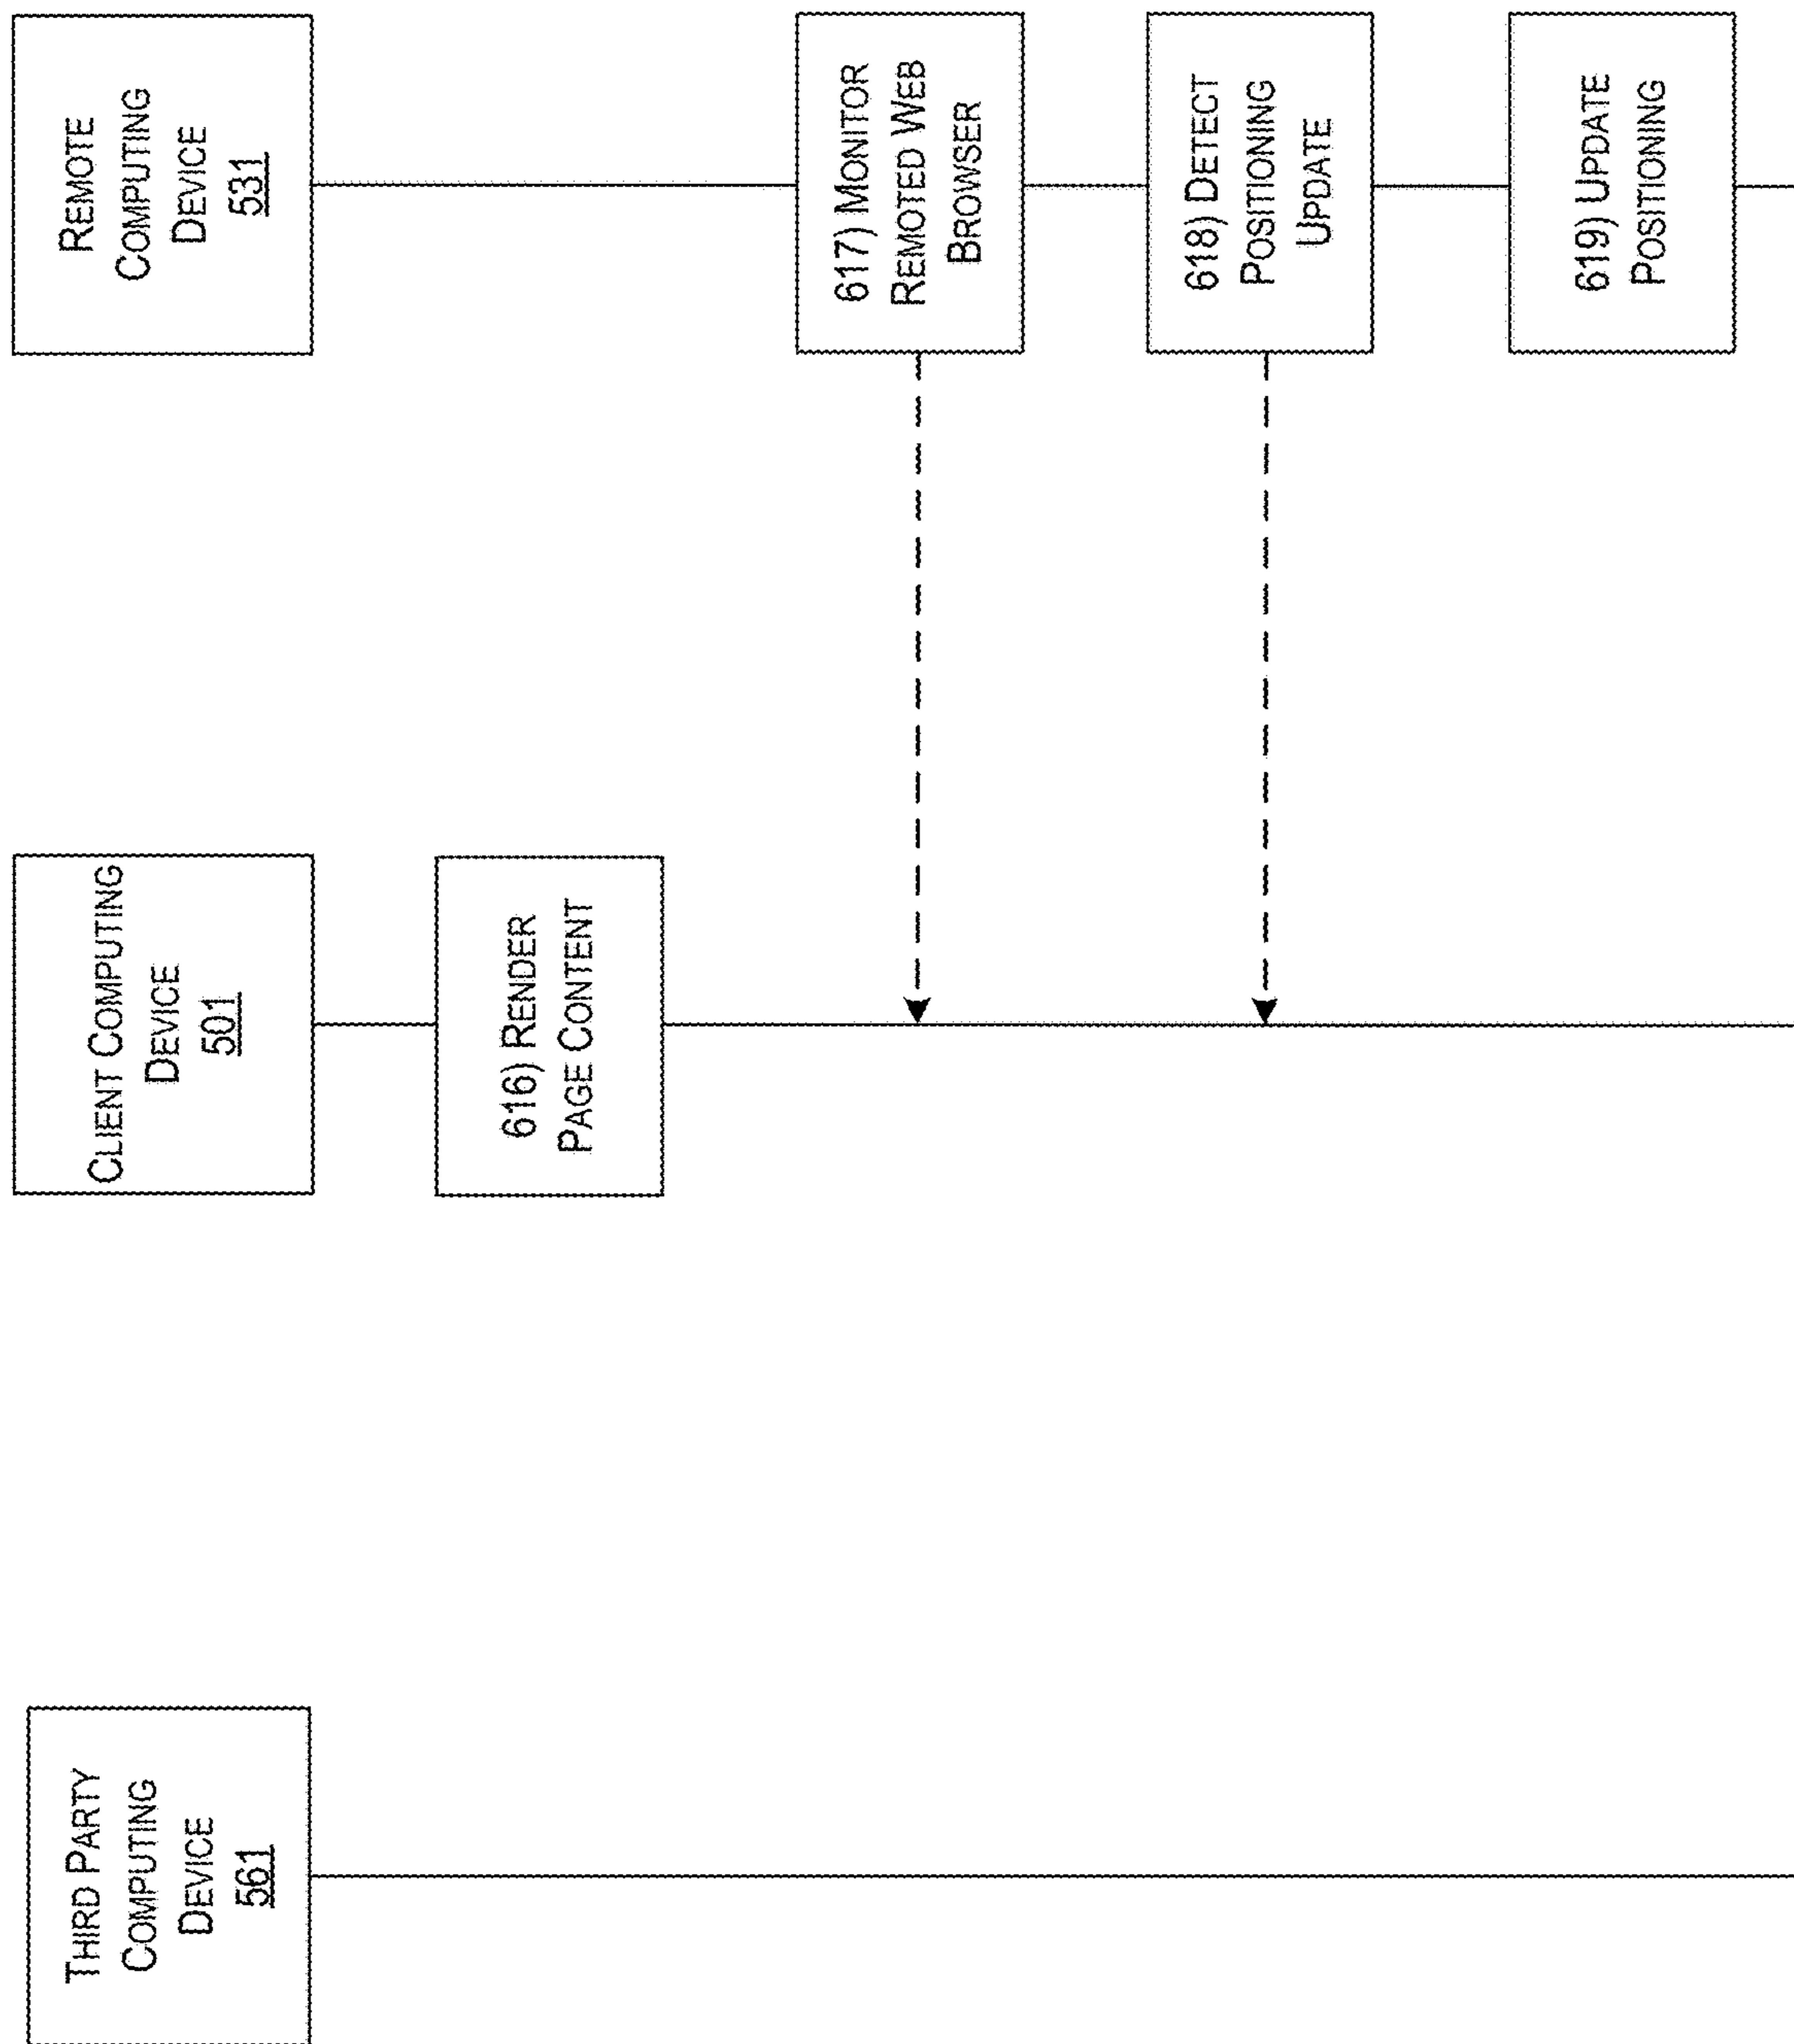 THIRD PARTY
COMPUTING
DEVICE
561
CLIENT COMPUTING
DEVICE
501
REMOTE
COMPUTING
DEVICE
531
616) RENDER
PAGE CONTENT
617) MONITOR
REMOTED WEB
BROWSER
618) DETECT
POSITIONING
UPDATE
619) UPDATE
POSITIONING